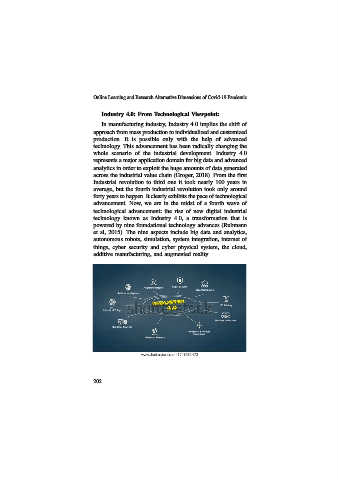 Online Learning and Research Alternative Dimensions of Covid-19 Pandemic
Industry 4.0: From Technological Viewpoint:
In manufacturing industry, Industry 4.0 implies the shift of
approach from mass production to individualized and customized
production. It is possible only with the help of advanced
technology. This advancement has been radically changing the
whole scenario of the industrial development. Industry 4.0
represents a major application domain for big data and advanced
analytics in order to exploit the huge amounts of data generated
across the industrial value chain (Gruger, 2018). From the first
Industrial revolution to third one it took nearly 100 years in
average, but the fourth industrial revolution took only around
forty years to happen. It clearly exhibits the pace of technological
advancement. Now, we are in the midst of a fourth wave of
technological advancement: the rise of new digital industrial
technology known as Industry 4.0, a transformation that is
powered by nine foundational technology advances (Rubmann
et al, 2015). The nine aspects include big data and analytics,
autonomous robots, simulation, system integration, internet of
things, cyber security and cyber physical system, the cloud,
additive manufacturing, and augmented reality.
202